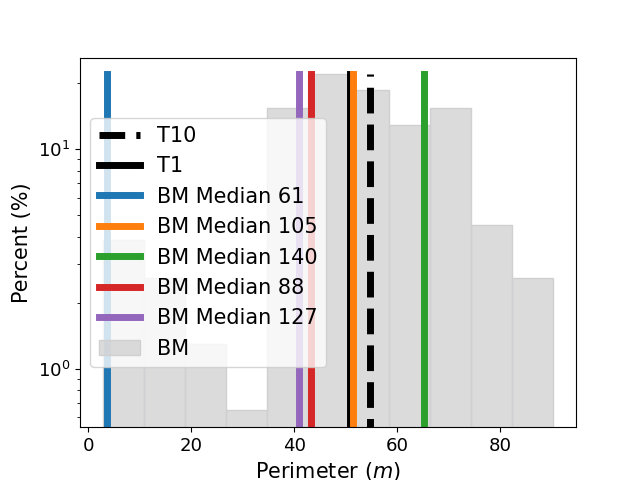 10¹
10⁰
Percent (%)
T10
T1
BM Median 61
BM Median 105
BM Median 140
BM Median 88
BM Median 127
BM
0 20 40 60 80
Perimeter (m)